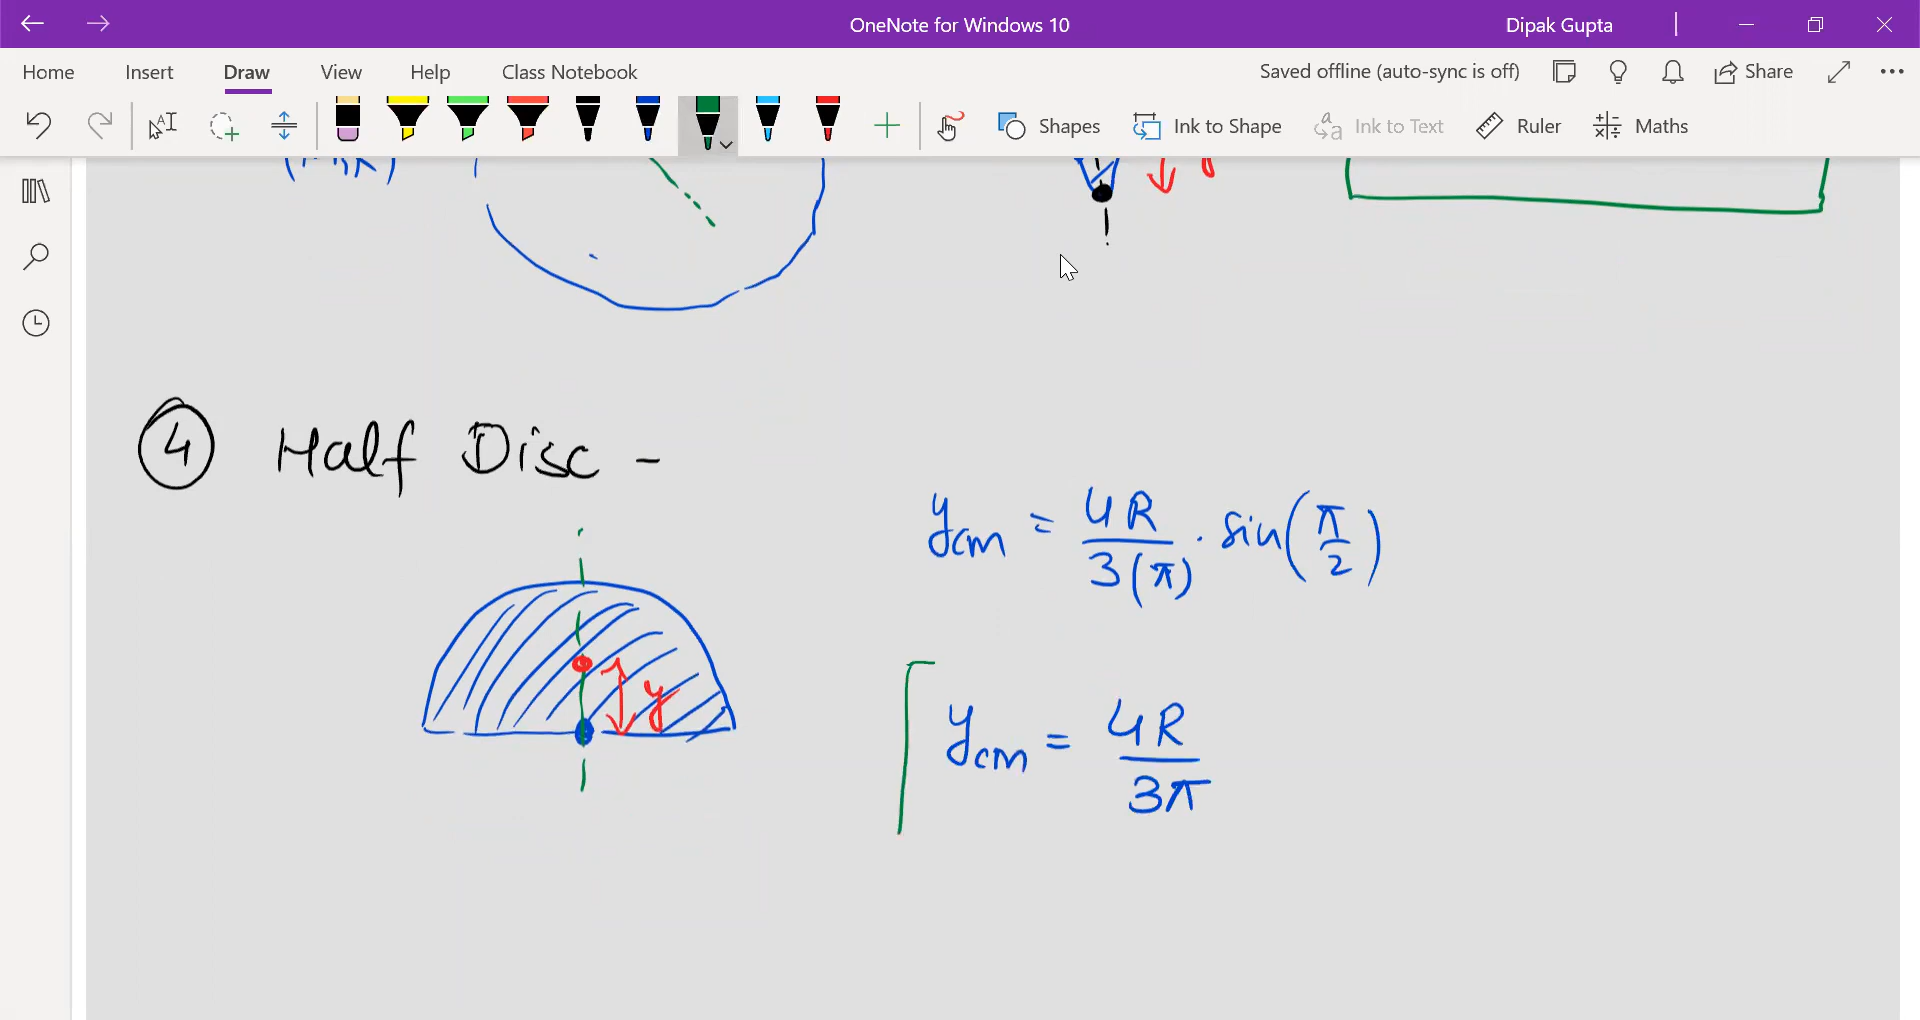 OneNote for Windows 10
Dipak Gupta
Home Insert Draw View Help Class Notebook
Saved offline (auto-sync is off) Share
Shapes Ink to Shape Ink to Text Ruler Maths
④ Half Disc -
y_cm = 4R / 3(π) · sin(π/2)
y
y_cm = 4R / 3π